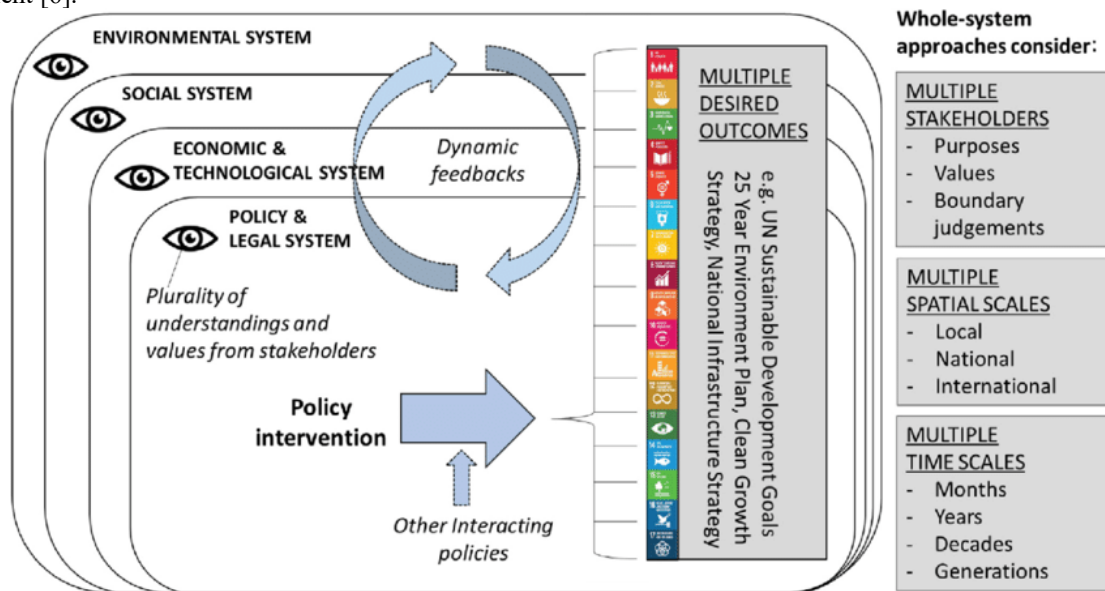 ent [6].
ENVIRONMENTAL SYSTEM
SOCIAL SYSTEM
ECONOMIC &
TECHNOLOGICAL SYSTEM
POLICY &
LEGAL SYSTEM
Plurality of
understandings and
values from stakeholders
Dynamic
feedbacks
Policy
intervention
Other Interacting
policies
MULTIPLE
DESIRED
OUTCOMES
e.g. UN Sustainable Development Goals
25 Year Environment Plan, Clean Growth
Strategy, National Infrastructure Strategy
Whole-system
approaches consider:
MULTIPLE
STAKEHOLDERS
- Purposes
- Values
- Boundary
judgements
MULTIPLE
SPATIAL SCALES
- Local
- National
- International
MULTIPLE
TIME SCALES
- Months
- Years
- Decades
- Generations